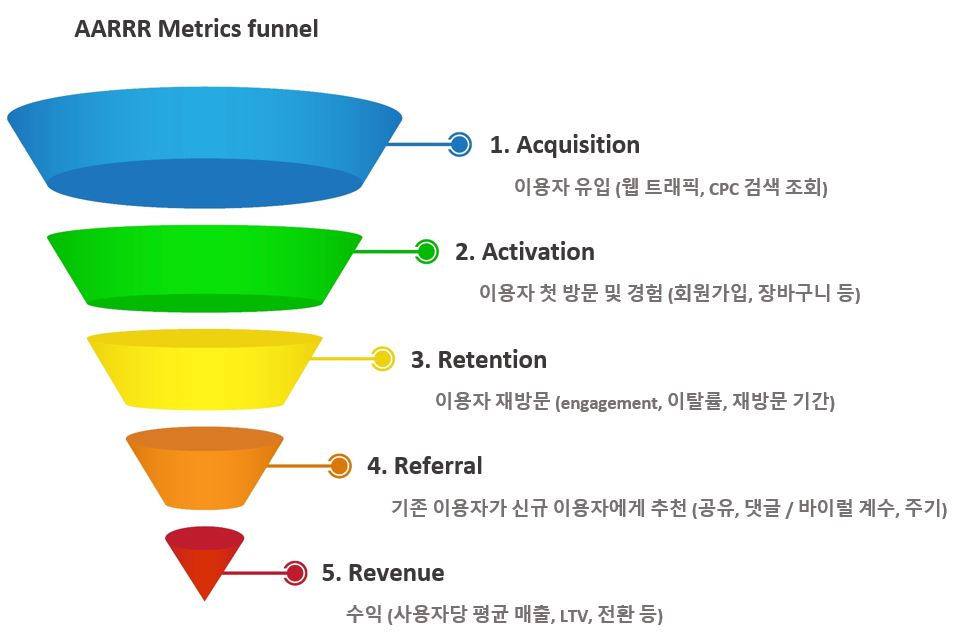 AARRR Metrics funnel
1. Acquisition
이용자 유입 (웹 트래픽, CPC 검색 조회)
2. Activation
이용자 첫 방문 및 경험 (회원가입, 장바구니 등)
3. Retention
이용자 재방문 (engagement, 이탈률, 재방문 기간)
4. Referral
기존 이용자가 신규 이용자에게 추천 (공유, 댓글 / 바이럴 계수, 주기)
5. Revenue
수익 (사용자당 평균 매출, LTV, 전환 등)